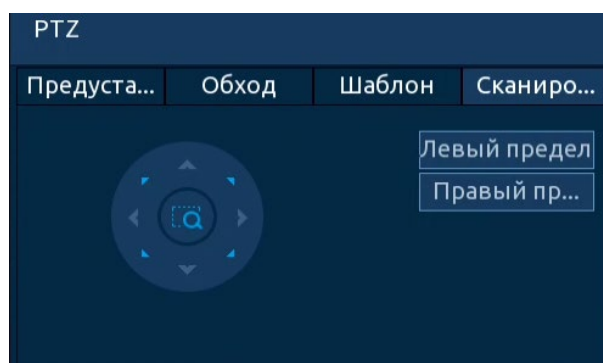 PTZ
Предуста... Обход Шаблон Сканиро...
Левый предел
Правый пр...